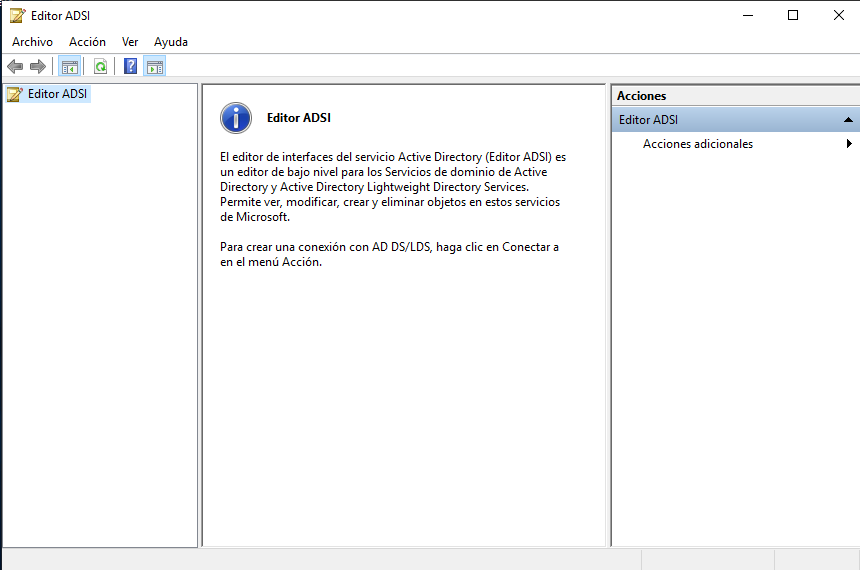 Editor ADSI
Archivo Acción Ver Ayuda
Editor ADSI
Editor ADSI
El editor de interfaces del servicio Active Directory (Editor ADSI) es
un editor de bajo nivel para los Servicios de dominio de Active
Directory y Active Directory Lightweight Directory Services.
Permite ver, modificar, crear y eliminar objetos en estos servicios
de Microsoft.
Para crear una conexión con AD DS/LDS, haga clic en Conectar a
en el menú Acción.
Acciones
Editor ADSI
Acciones adicionales